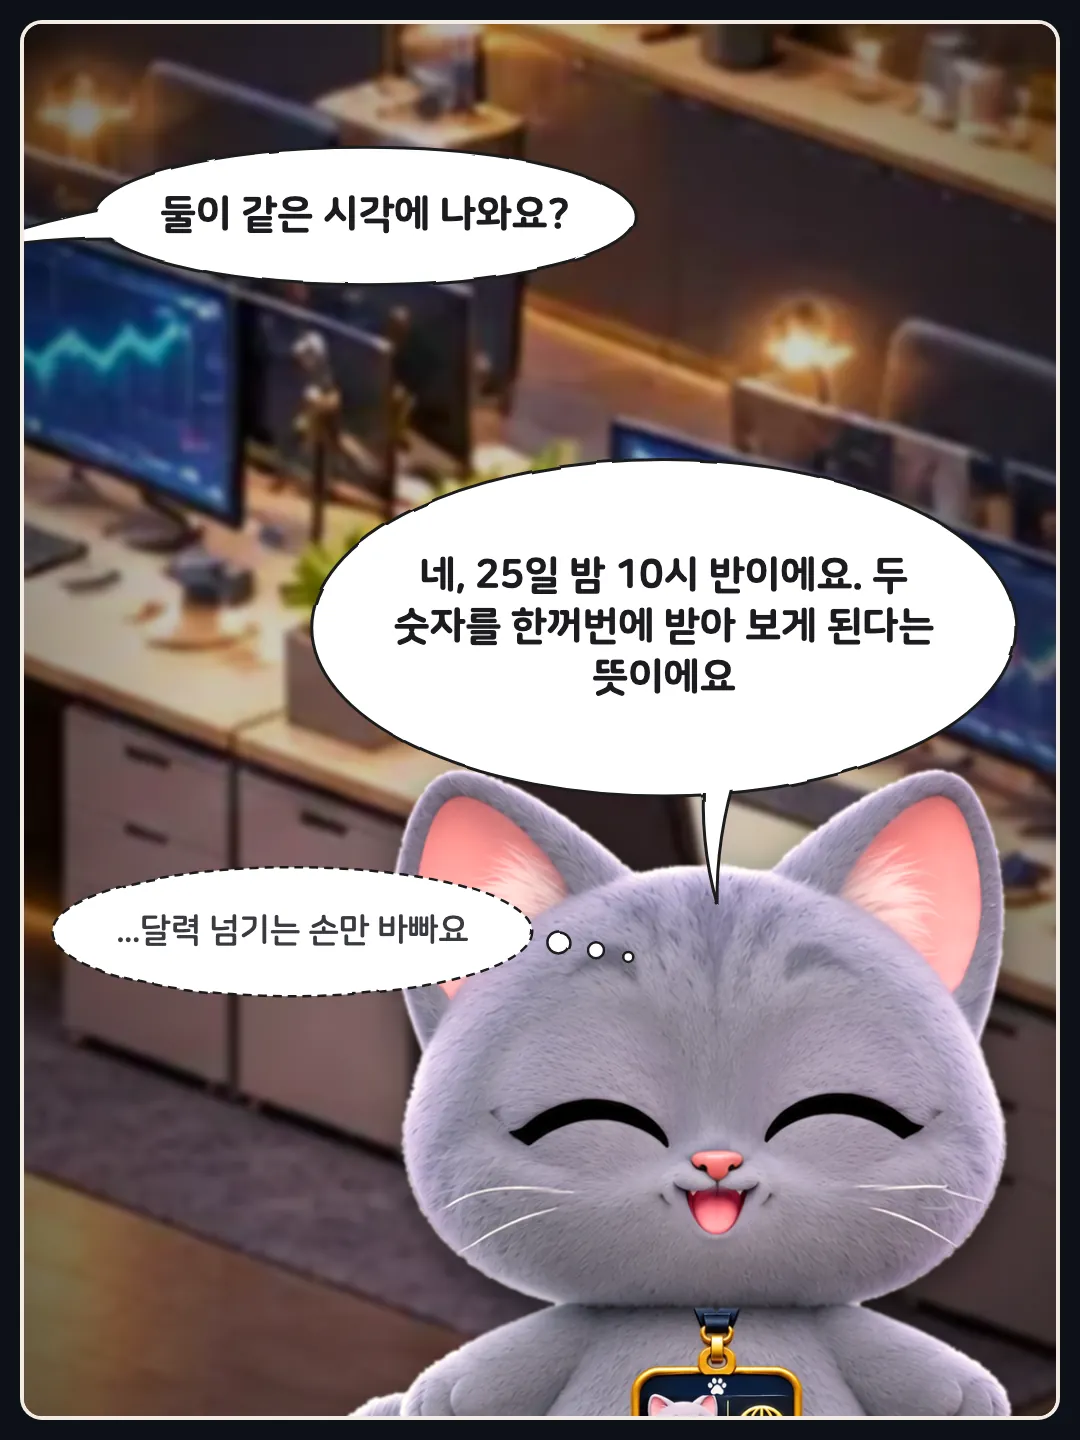 둘이 같은 시각에 나와요?
네, 25일 밤 10시 반이에요. 두
숫자를 한꺼번에 받아 보게 된다는
뜻이에요
...달력 넘기는 손만 바빠요